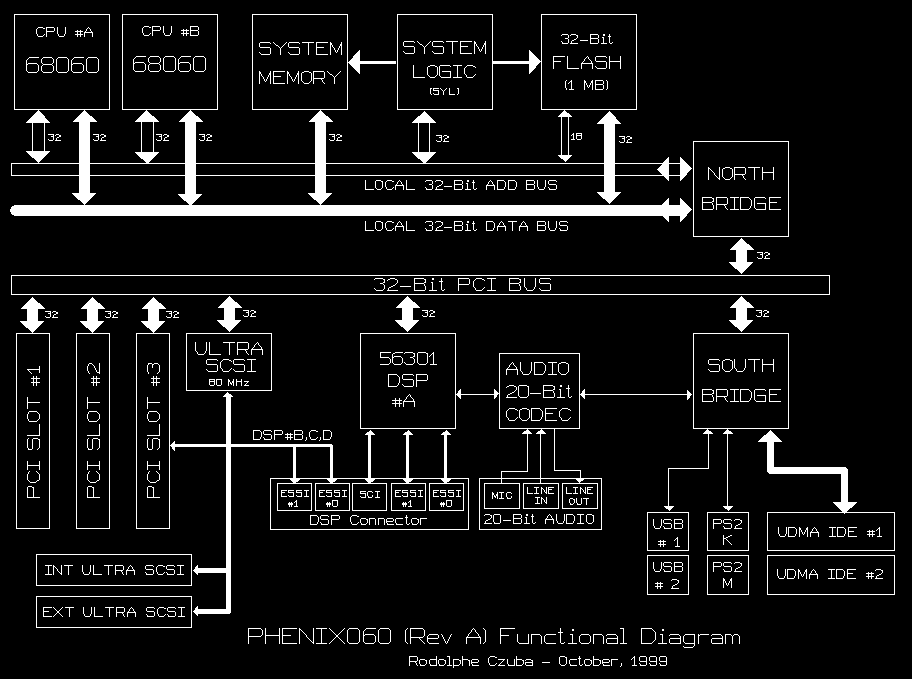 CPU #A
68060
CPU #B
68060
SYSTEM
MEMORY
SYSTEM
LOGIC
(SYL)
32-Bit
FLASH
(1 MB)
32
32
32
32
32
32
16
32
NORTH
BRIDGE
LOCAL 32-Bit ADD BUS
LOCAL 32-Bit DATA BUS
32
32-Bit PCI BUS
32
32
32
32
32
32
PCI SLOT #1
PCI SLOT #2
PCI SLOT #3
ULTRA
SCSI
80 MHz
56301
DSP
#A
AUDIO
20-Bit
CODEC
SOUTH
BRIDGE
DSP#B,C,D
ESSI
#1
ESSI
#0
SCI
ESSI
#1
ESSI
#0
DSP Connector
MIC
LINE
IN
LINE
OUT
20-Bit AUDIO
USB
# 1
USB
# 2
PS2
K
PS2
M
UDMA IDE #1
UDMA IDE #2
INT ULTRA SCSI
EXT ULTRA SCSI
PHENIX060 (Rev A) Functional Diagram
Rodolphe Czuba - October, 1999